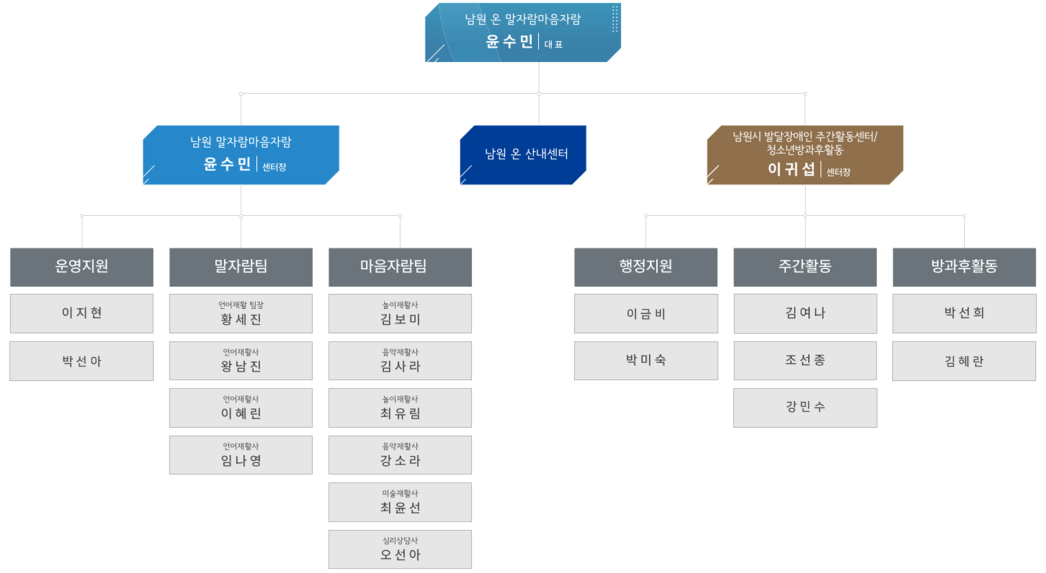 남원 온 말자람마음자람
윤수민 대표
남원 말자람마음자람
윤수민 센터장
남원 온 산내센터
남원시 발달장애인 주간활동센터/
청소년방과후활동
이귀섭 센터장
운영지원
이지현
박선아
말자람팀
언어재활 팀장
황세진
언어재활사
왕남진
언어재활사
이혜린
언어재활사
임나영
마음자람팀
놀이재활사
김보미
음악재활사
김사라
놀이재활사
최유림
음악재활사
강소라
미술재활사
최윤선
심리상담사
오선아
행정지원
이금비
박미숙
주간활동
김여나
조선종
강민수
방과후활동
박선희
김혜란